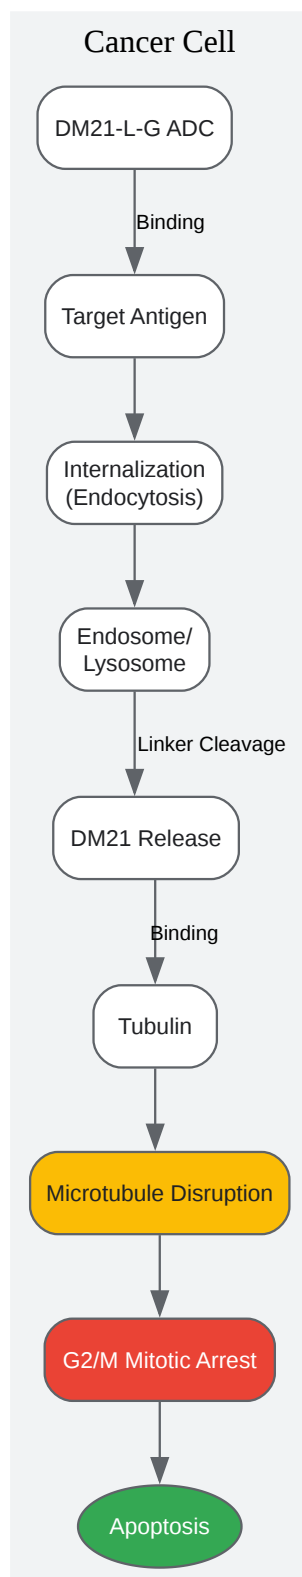 Cancer Cell
DM21-L-G ADC
Binding
Target Antigen
Internalization
(Endocytosis)
Endosome/
Lysosome
Linker Cleavage
DM21 Release
Binding
Tubulin
Microtubule Disruption
G2/M Mitotic Arrest
Apoptosis